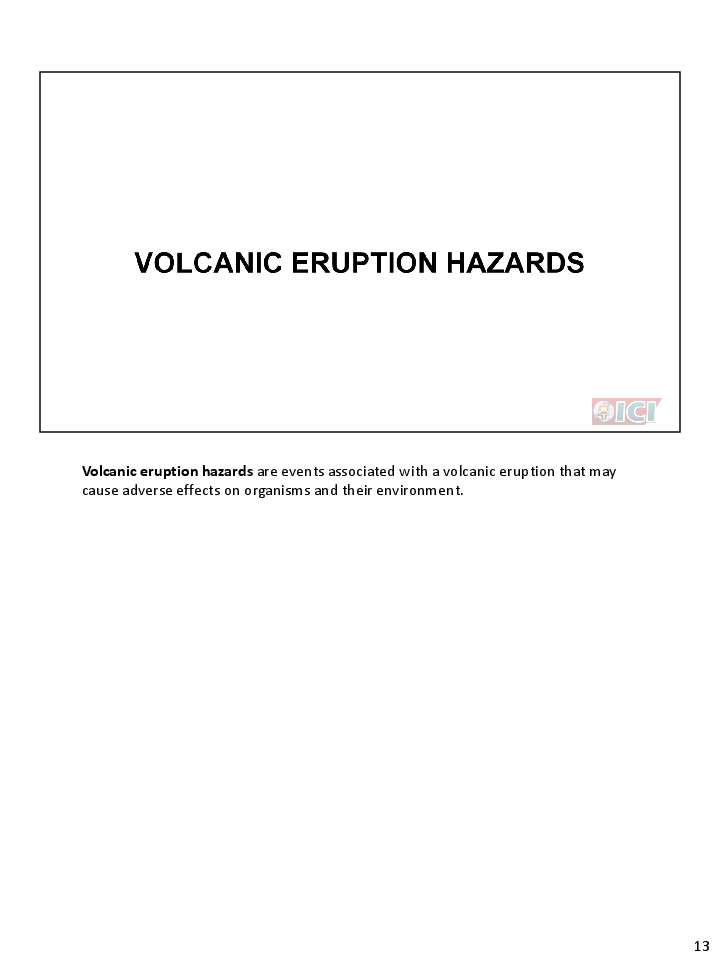 VOLCANIC ERUPTION HAZARDS
ICI
Volcanic eruption hazards are events associated with a volcanic eruption that may
cause adverse effects on organisms and their environment.
13